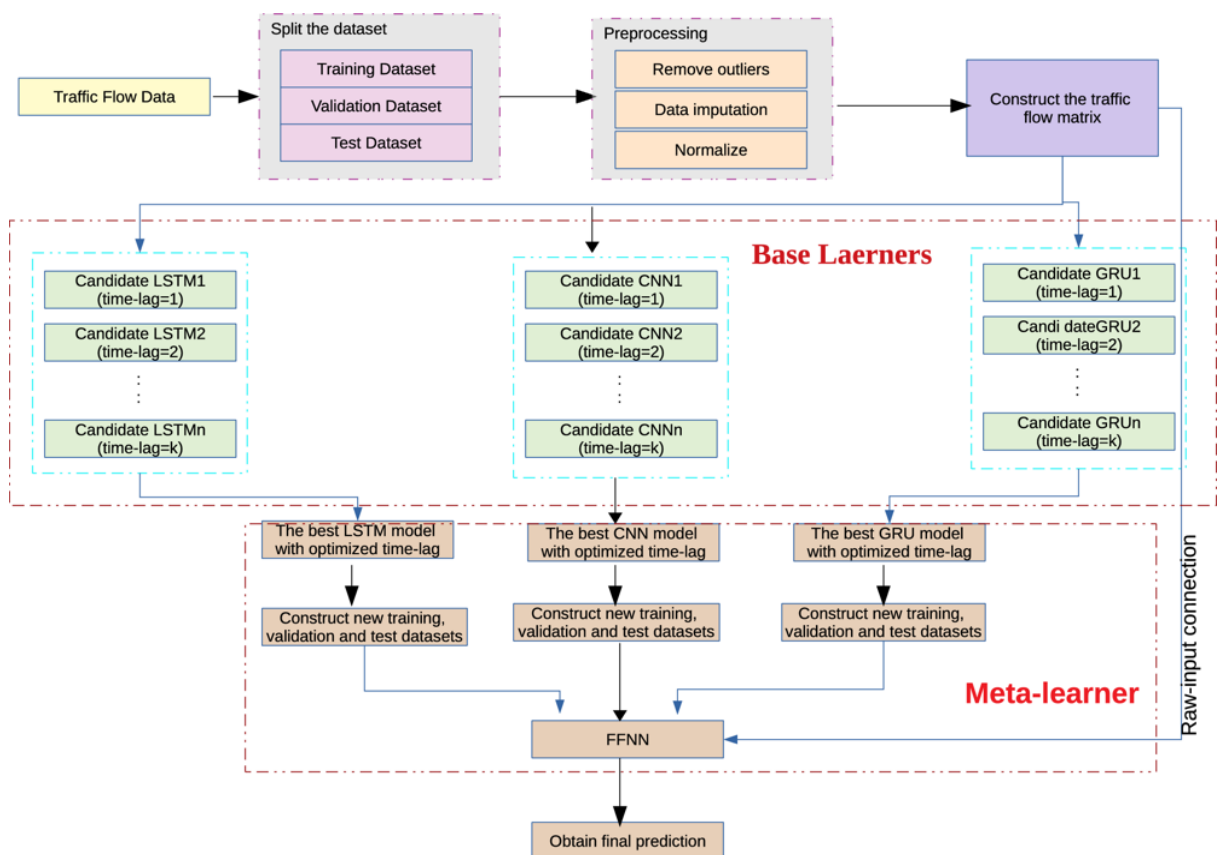 Split the dataset
Training Dataset
Validation Dataset
Test Dataset
Preprocessing
Remove outliers
Data imputation
Normalize
Traffic Flow Data
Construct the traffic
flow matrix
Base Laerners
Candidate LSTM1
(time-lag=1)
Candidate LSTM2
(time-lag=2)
Candidate LSTMn
(time-lag=k)
Candidate CNN1
(time-lag=1)
Candidate CNN2
(time-lag=2)
Candidate CNNn
(time-lag=k)
Candidate GRU1
(time-lag=1)
Candi dateGRU2
(time-lag=2)
Candidate GRUn
(time-lag=k)
The best LSTM model
with optimized time-lag
The best CNN model
with optimized time-lag
The best GRU model
with optimized time-lag
Construct new training,
validation and test datasets
Construct new training,
validation and test datasets
Construct new training,
validation and test datasets
Raw-input connection
Meta-learner
FFNN
Obtain final prediction